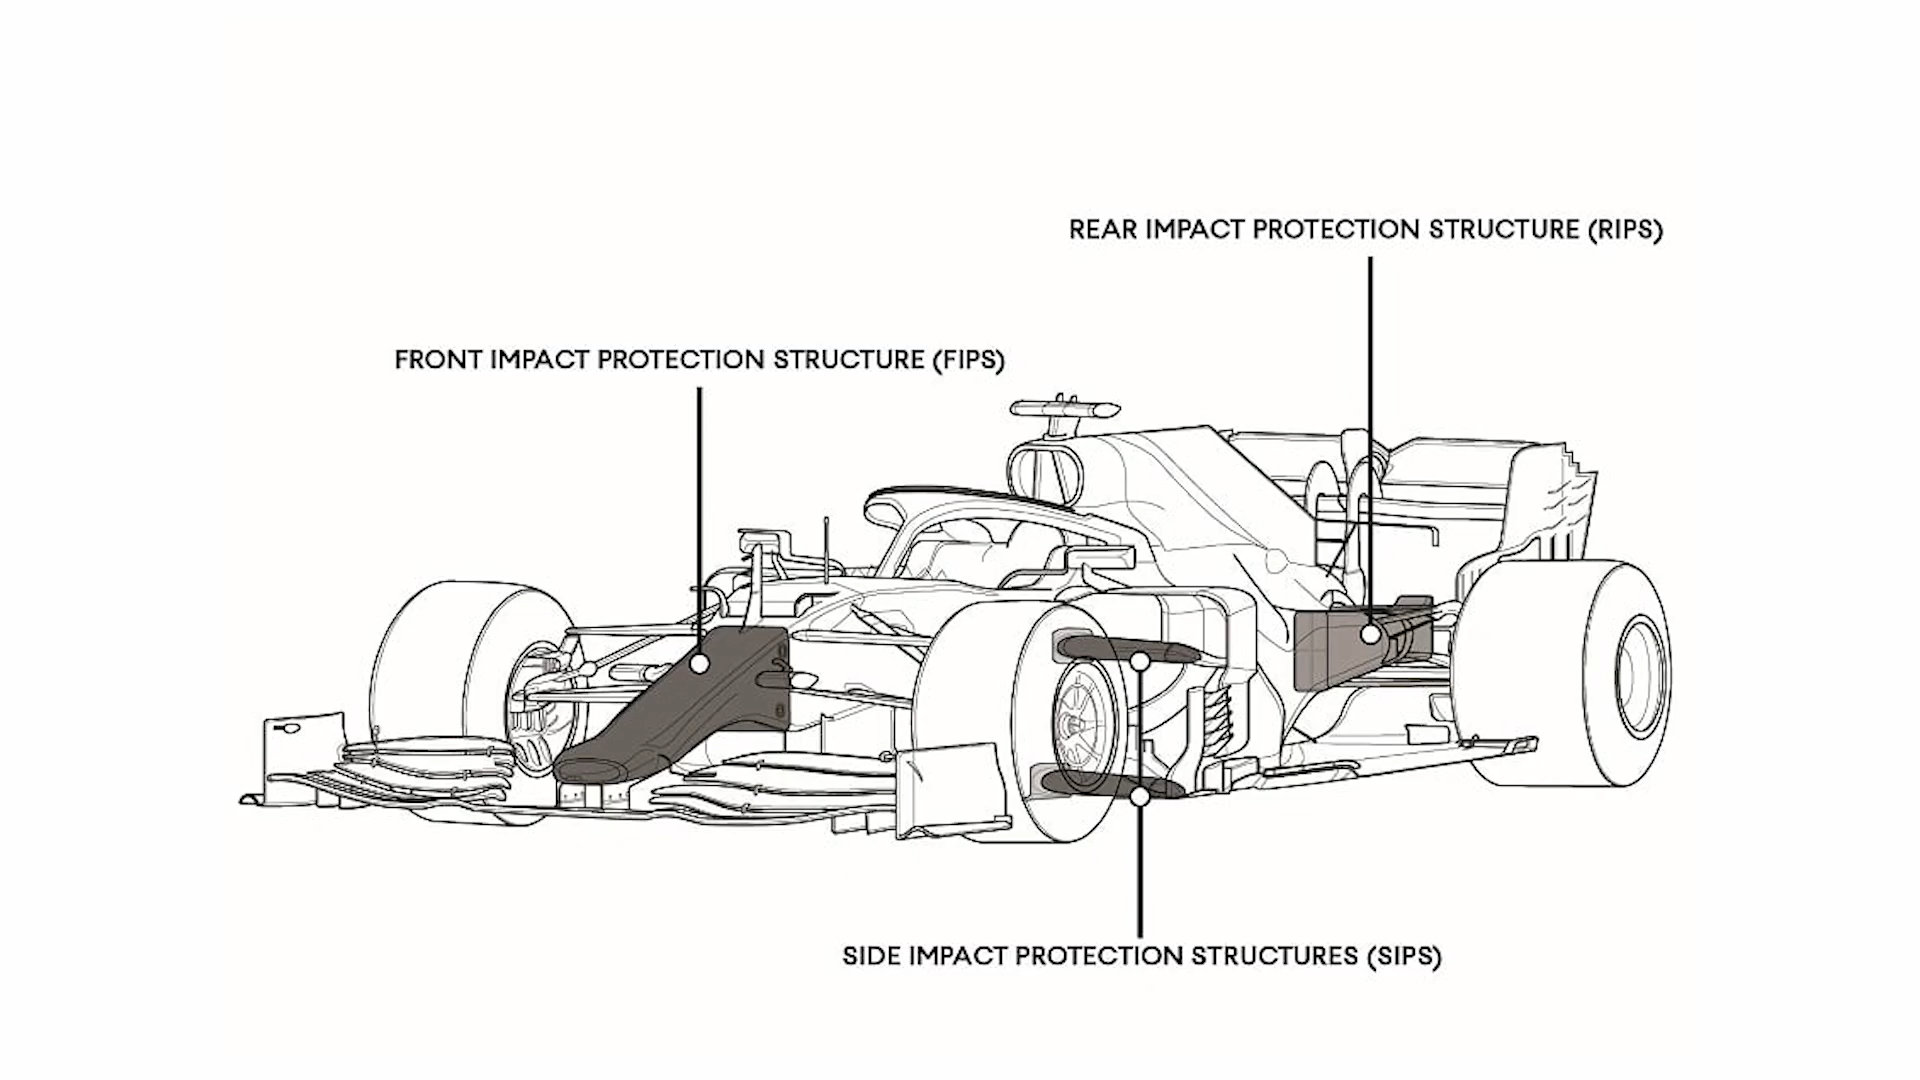 REAR IMPACT PROTECTION STRUCTURE (RIPS)
FRONT IMPACT PROTECTION STRUCTURE (FIPS)
SIDE IMPACT PROTECTION STRUCTURES (SIPS)